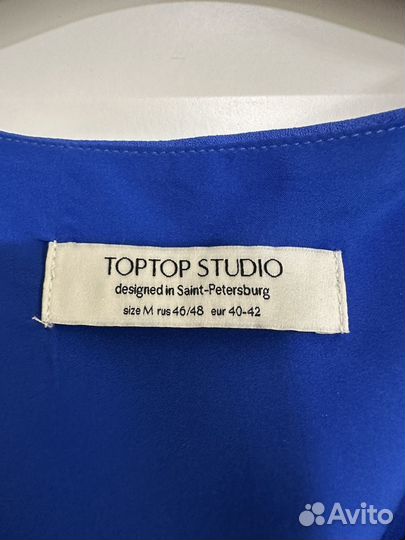 TOPTOP STUDIO
designed in Saint-Petersburg
size M rus 46/48 eur 40-42
Avito